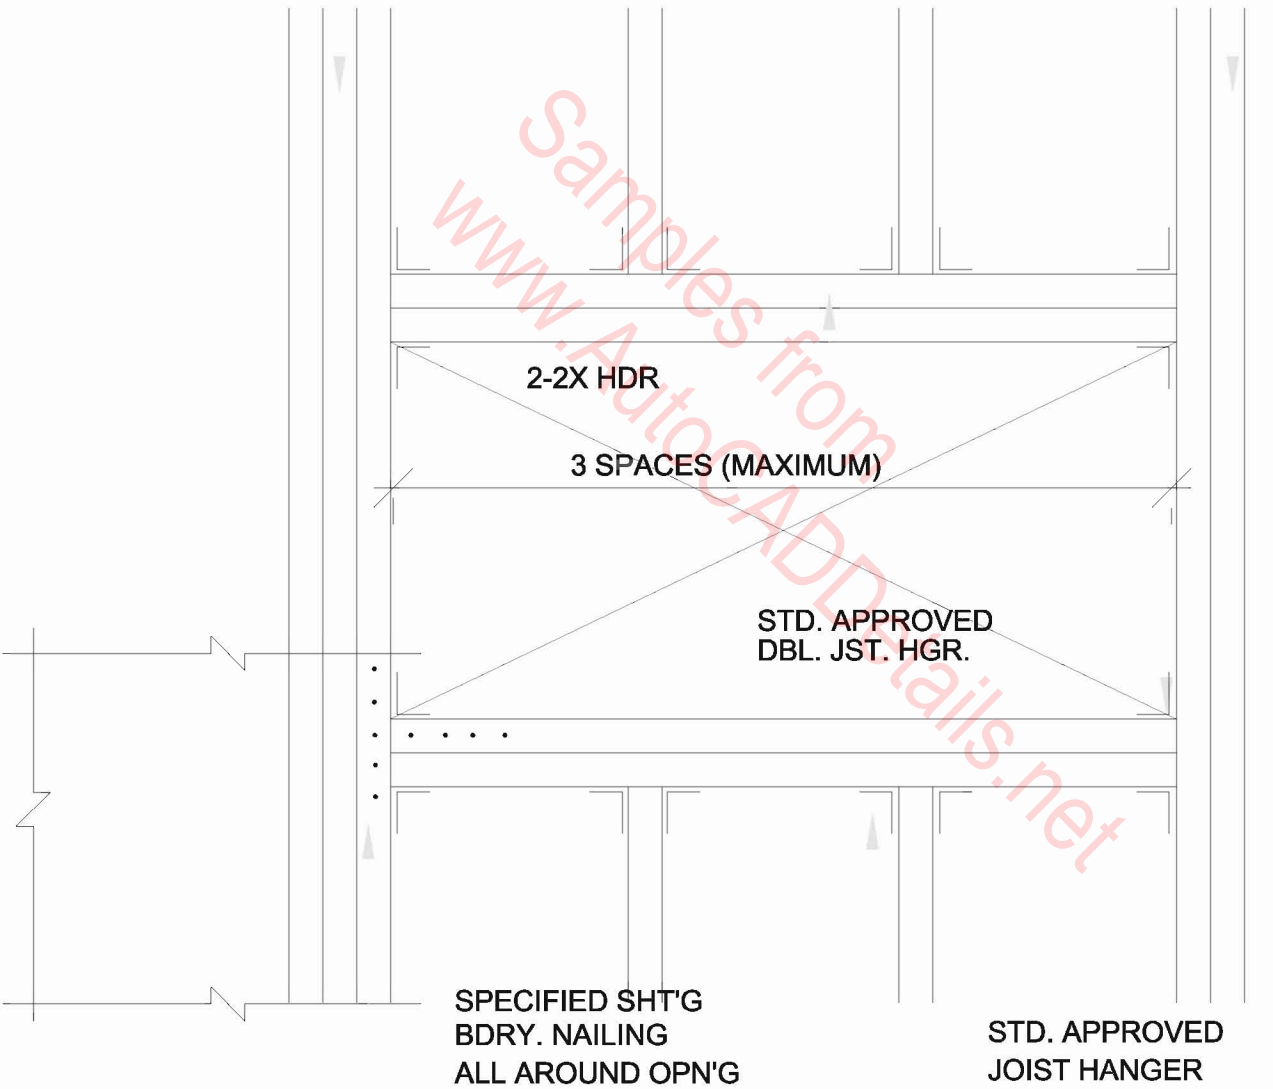 Samples from
www.AutoCADDetails.net
2-2X HDR
3 SPACES (MAXIMUM)
STD. APPROVED
DBL. JST. HGR.
SPECIFIED SHT'G
BDRY. NAILING
ALL AROUND OPN'G
STD. APPROVED
JOIST HANGER